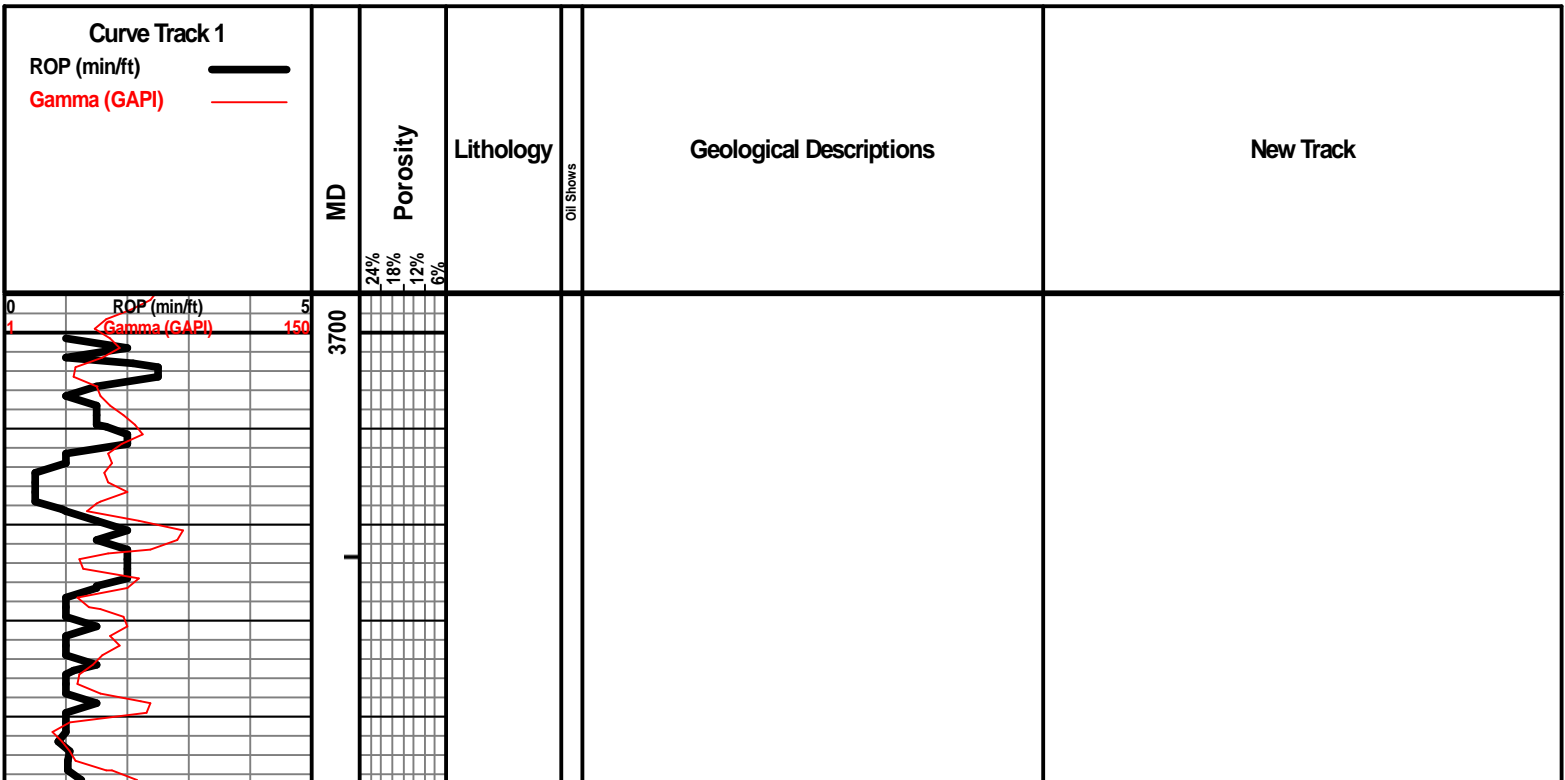 Curve Track 1
ROP (min/ft)
Gamma (GAPI)
MD
Porosity
24%
18%
12%
6%
Lithology
Oil Shows
Geological Descriptions
New Track
0 ROP (min/ft) 5
1 Gamma (GAPI) 150
3700